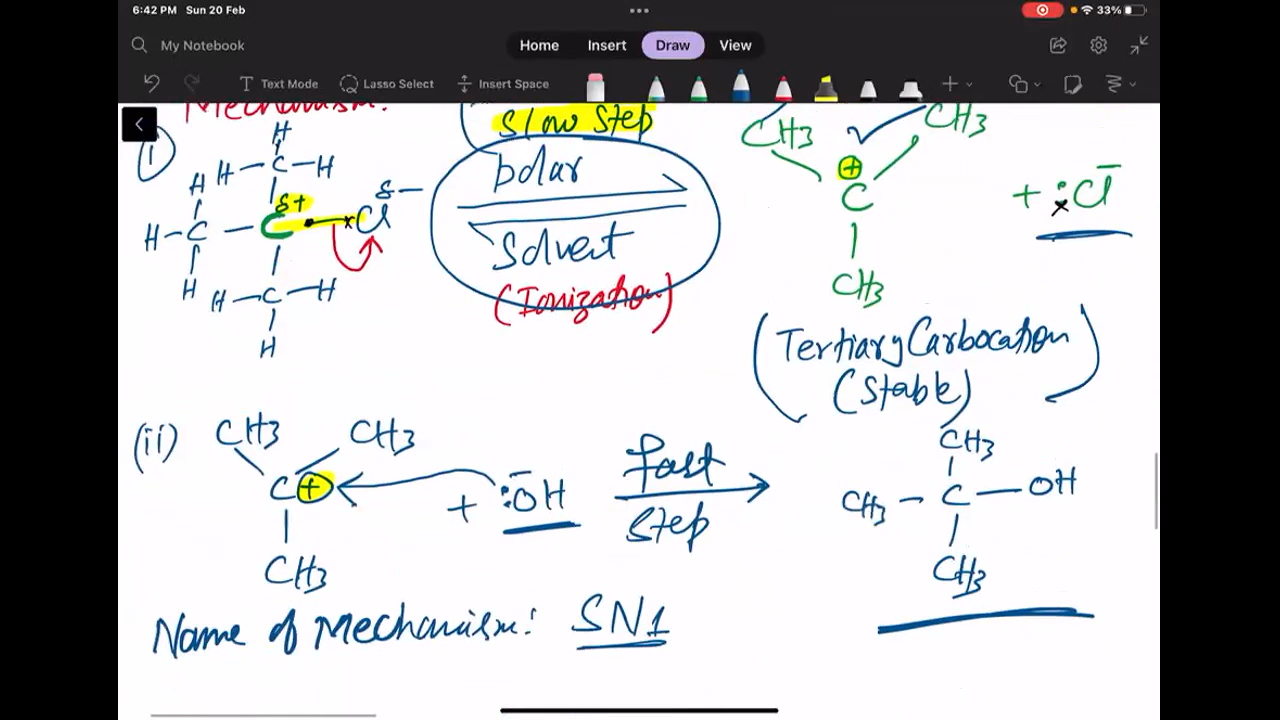 6:42 PM Sun 20 Feb
33%
My Notebook
Home Insert Draw View
Text Mode Lasso Select Insert Space
Mechanism:
Slow Step
(i)
H
H-C-H
H δ+ δ-
H-C-C-Cl
H H-C-H
H
polar
Solvent
(Ionization)
CH3 CH3
+
C
CH3
+ :Cl-
(Tertiary Carbocation
(Stable)
(ii) CH3 CH3
C+ + :ŌH
CH3
fast
Step
CH3
CH3-C-OH
CH3
Name of Mechanism: SN1